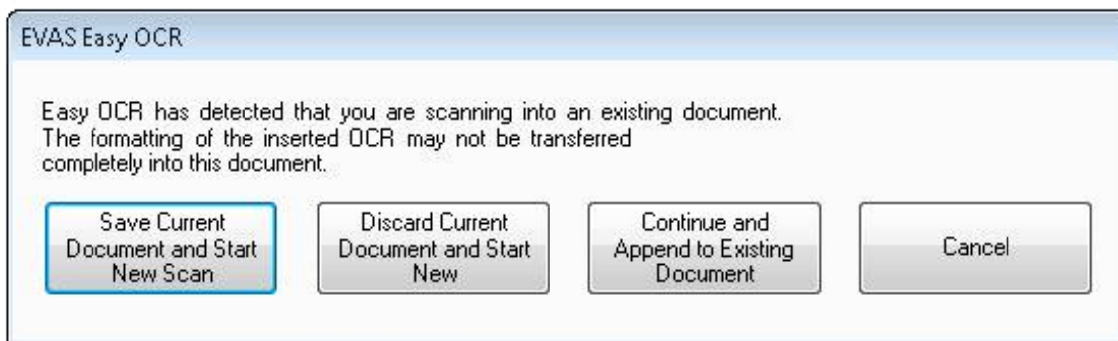 EVAS Easy OCR
Easy OCR has detected that you are scanning into an existing document.
The formatting of the inserted OCR may not be transferred
completely into this document.
Save Current
Document and Start
New Scan
Discard Current
Document and Start
New
Continue and
Append to Existing
Document
Cancel